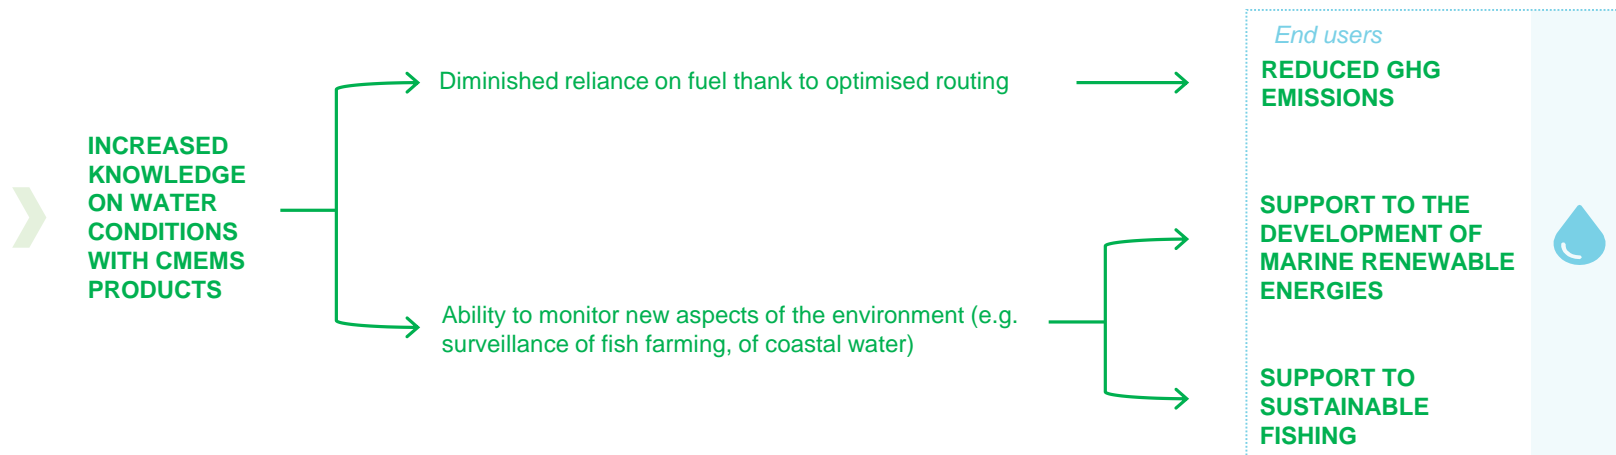 INCREASED
KNOWLEDGE
ON WATER
CONDITIONS
WITH CMEMS
PRODUCTS
Diminished reliance on fuel thank to optimised routing
Ability to monitor new aspects of the environment (e.g.
surveillance of fish farming, of coastal water)
End users
REDUCED GHG
EMISSIONS
SUPPORT TO THE
DEVELOPMENT OF
MARINE RENEWABLE
ENERGIES
SUPPORT TO
SUSTAINABLE
FISHING